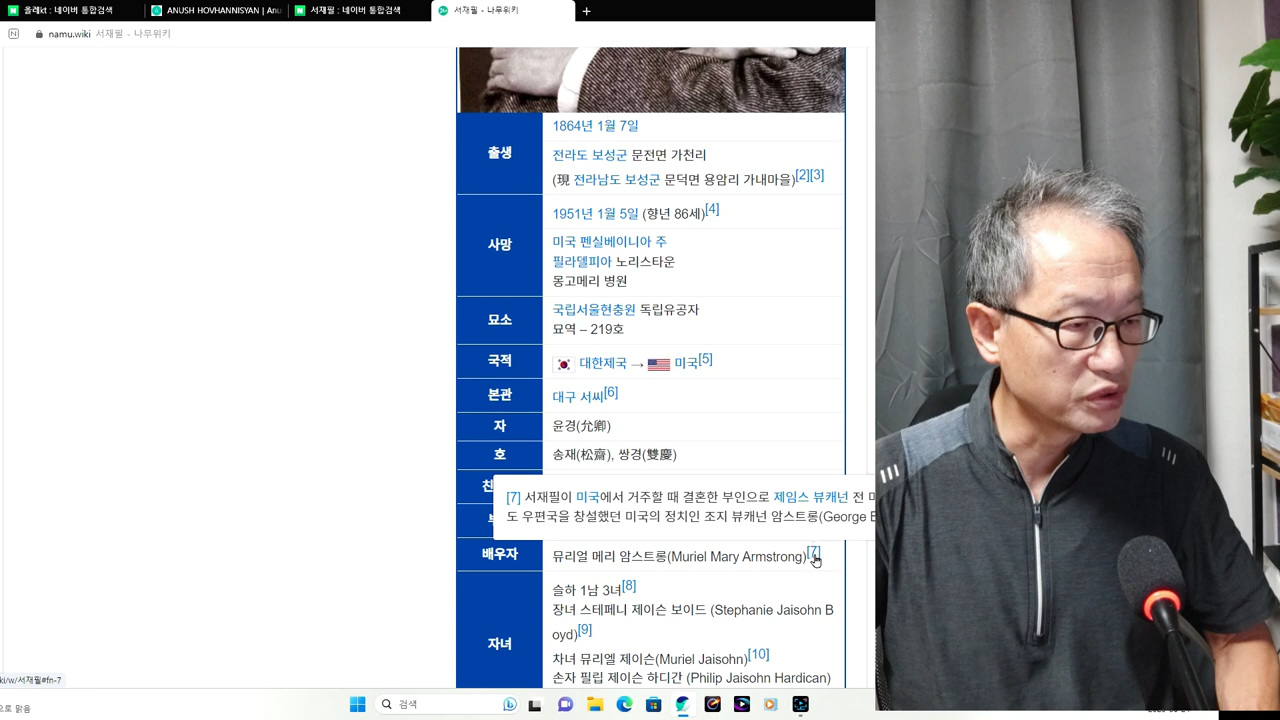 올레kt : 네이버 통합검색
ANUSH HOVHANNISYAN | Anu
서재필 : 네이버 통합검색
서재필 - 나무위키
namu.wiki 서재필 - 나무위키
출생
1864년 1월 7일
전라도 보성군 문전면 가천리
(現 전라남도 보성군 문덕면 용암리 가내마을)[2][3]
사망
1951년 1월 5일 (향년 86세)[4]
미국 펜실베이니아 주
필라델피아 노리스타운
몽고메리 병원
묘소
국립서울현충원 독립유공자
묘역 – 219호
국적
대한제국 → 미국[5]
본관
대구 서씨[6]
자
윤경(允卿)
호
송재(松齋), 쌍경(雙慶)
친
[7] 서재필이 미국에서 거주할 때 결혼한 부인으로 제임스 뷰캐넌 전 미
도 우편국을 창설했던 미국의 정치인 조지 뷰캐넌 암스트롱(George B
배우자
뮤리얼 메리 암스트롱(Muriel Mary Armstrong)[7]
자녀
슬하 1남 3녀[8]
장녀 스테페니 제이슨 보이드 (Stephanie Jaisohn B
oyd)[9]
차녀 뮤리엘 제이슨(Muriel Jaisohn)[10]
손자 필립 제이슨 하디간 (Philip Jaisohn Hardican)
ki/w/서재필#fn-7
으로 맑음
검색